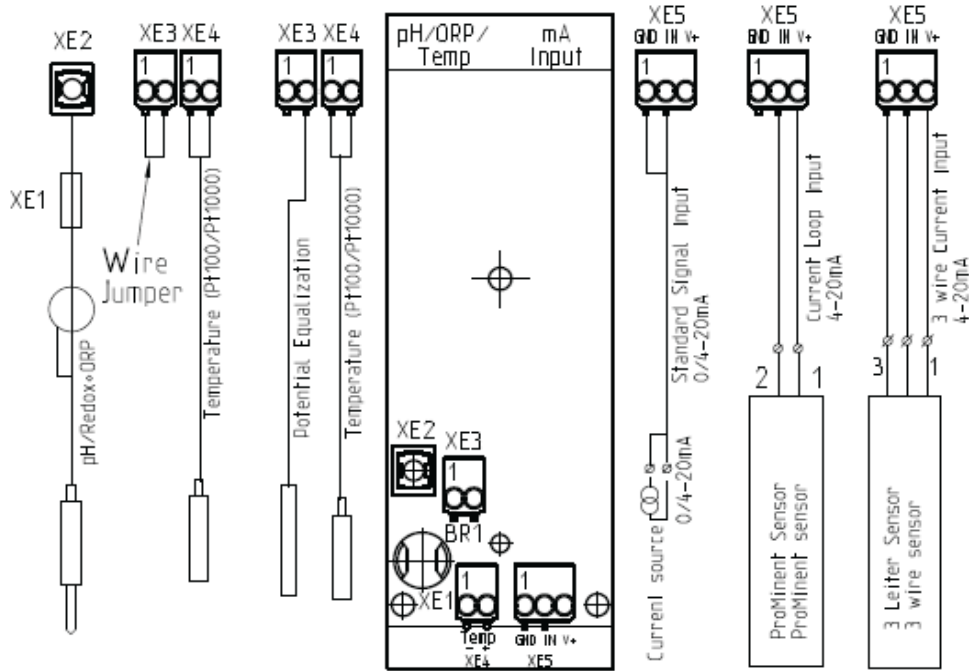 XE2
XE3 XE4
1 1
XE1
Wire
Jumper
pH/Redox•ORP
Temperature (Pt100/Pt1000)
XE3 XE4
1 1
Potential Equalization
Temperature (Pt100/Pt1000)
pH/ORP/
Temp
mA
Input
XE2
XE3
1
BR1
XE1
1
Temp
- +
XE4
1
GND IN V+
XE5
XE5
GND IN V+
1
Standard Signal Input
0/4-20mA
0/4-20mA
Current source
XE5
GND IN V+
1
Current Loop Input
4-20mA
2 1
ProMinent Sensor
ProMinent sensor
XE5
GND IN V+
1
3 wire Current Input
4-20mA
3 1
3 Leiter Sensor
3 wire sensor